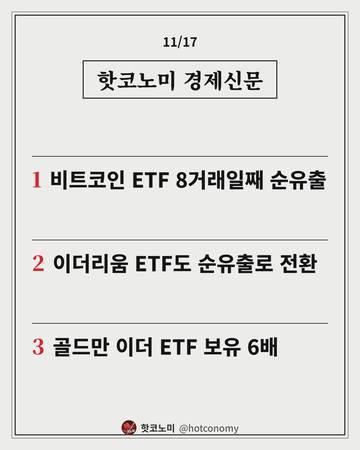 11/17
핫코노미 경제신문
1 비트코인 ETF 8거래일째 순유출
2 이더리움 ETF도 순유출로 전환
3 골드만 이더 ETF 보유 6배
핫코노미 @hotconomy